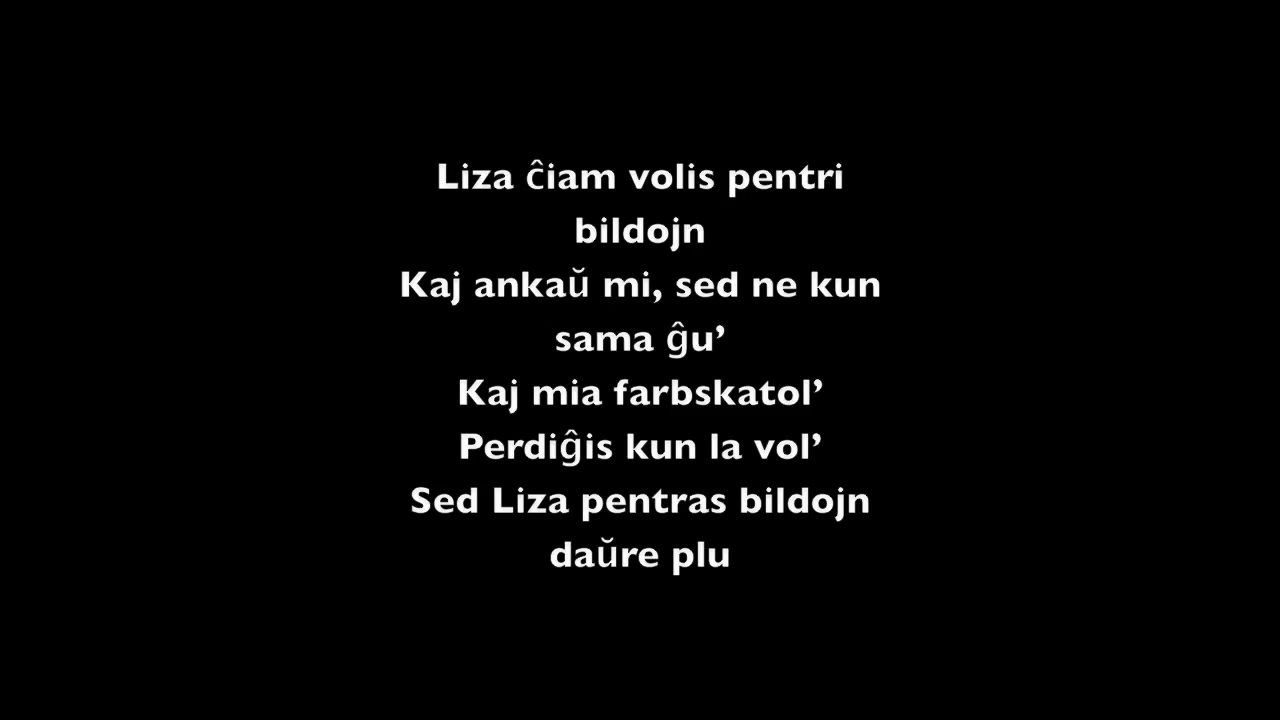 Liza ĉiam volis pentri
bildojn
Kaj ankaŭ mi, sed ne kun
sama ĝu’
Kaj mia farbskatol’
Perdiĝis kun la vol’
Sed Liza pentras bildojn
daŭre plu